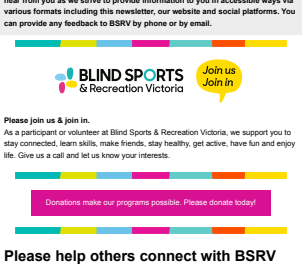 hear from you as we strive to provide information to you in accessible ways via
various formats including this newsletter, our website and social platforms. You
can provide any feedback to BSRV by phone or by email.
BLIND SPORTS
& Recreation Victoria
Join us
Join in
Please join us & join in.
As a participant or volunteer at Blind Sports & Recreation Victoria, we support you to
stay connected, learn skills, make friends, stay healthy, get active, have fun and enjoy
life. Give us a call and let us know your interests.
Donations make our programs possible. Please donate today!
Please help others connect with BSRV